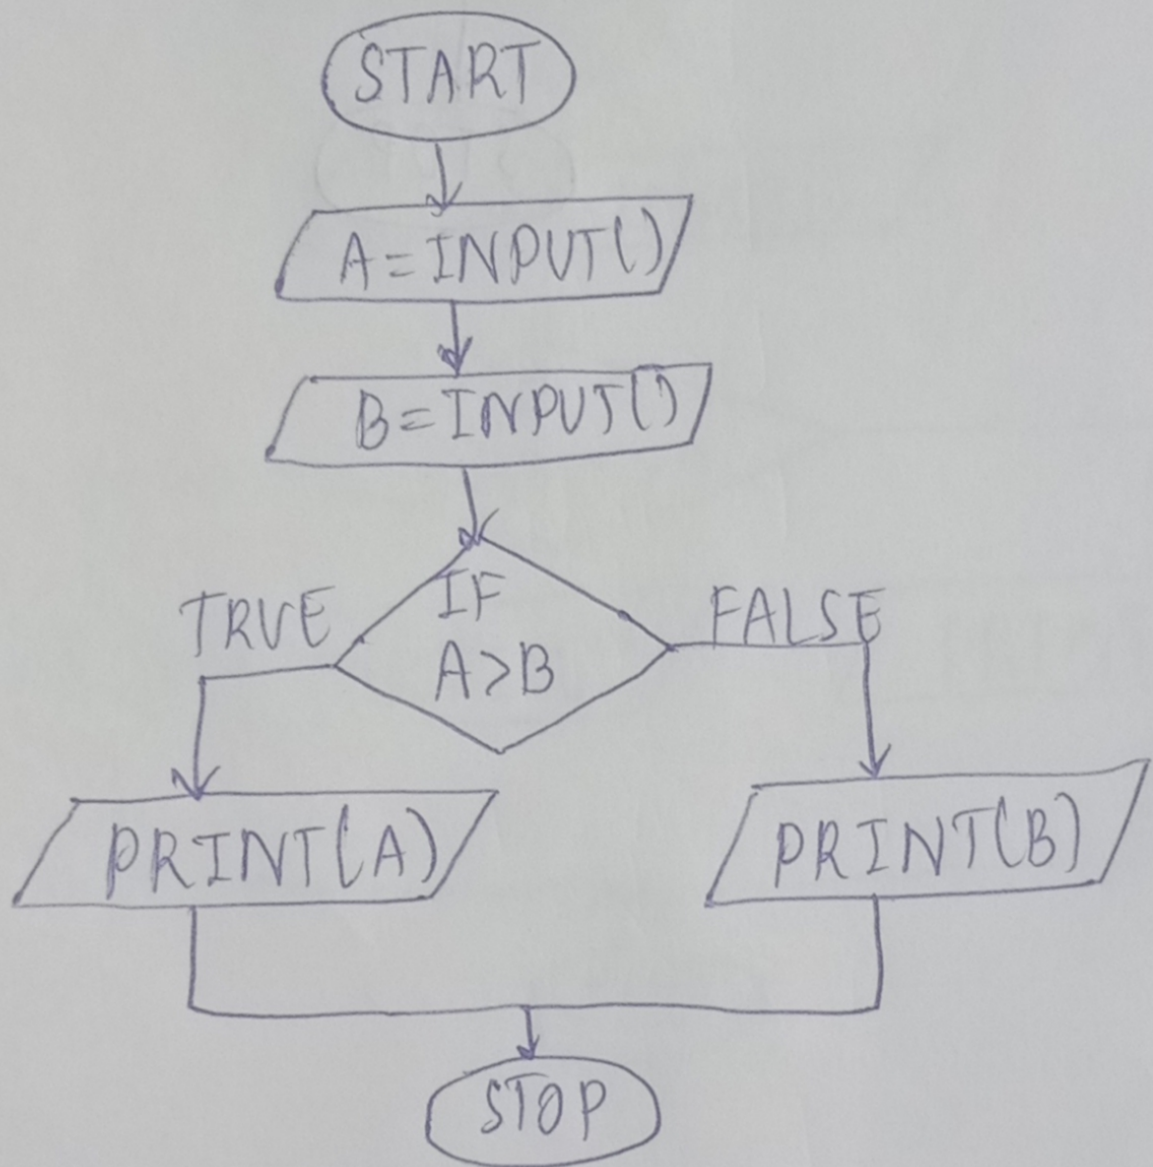 START
A=INPUT()
B=INPUT()
IF
A>B
TRUE
FALSE
PRINT(A)
PRINT(B)
STOP